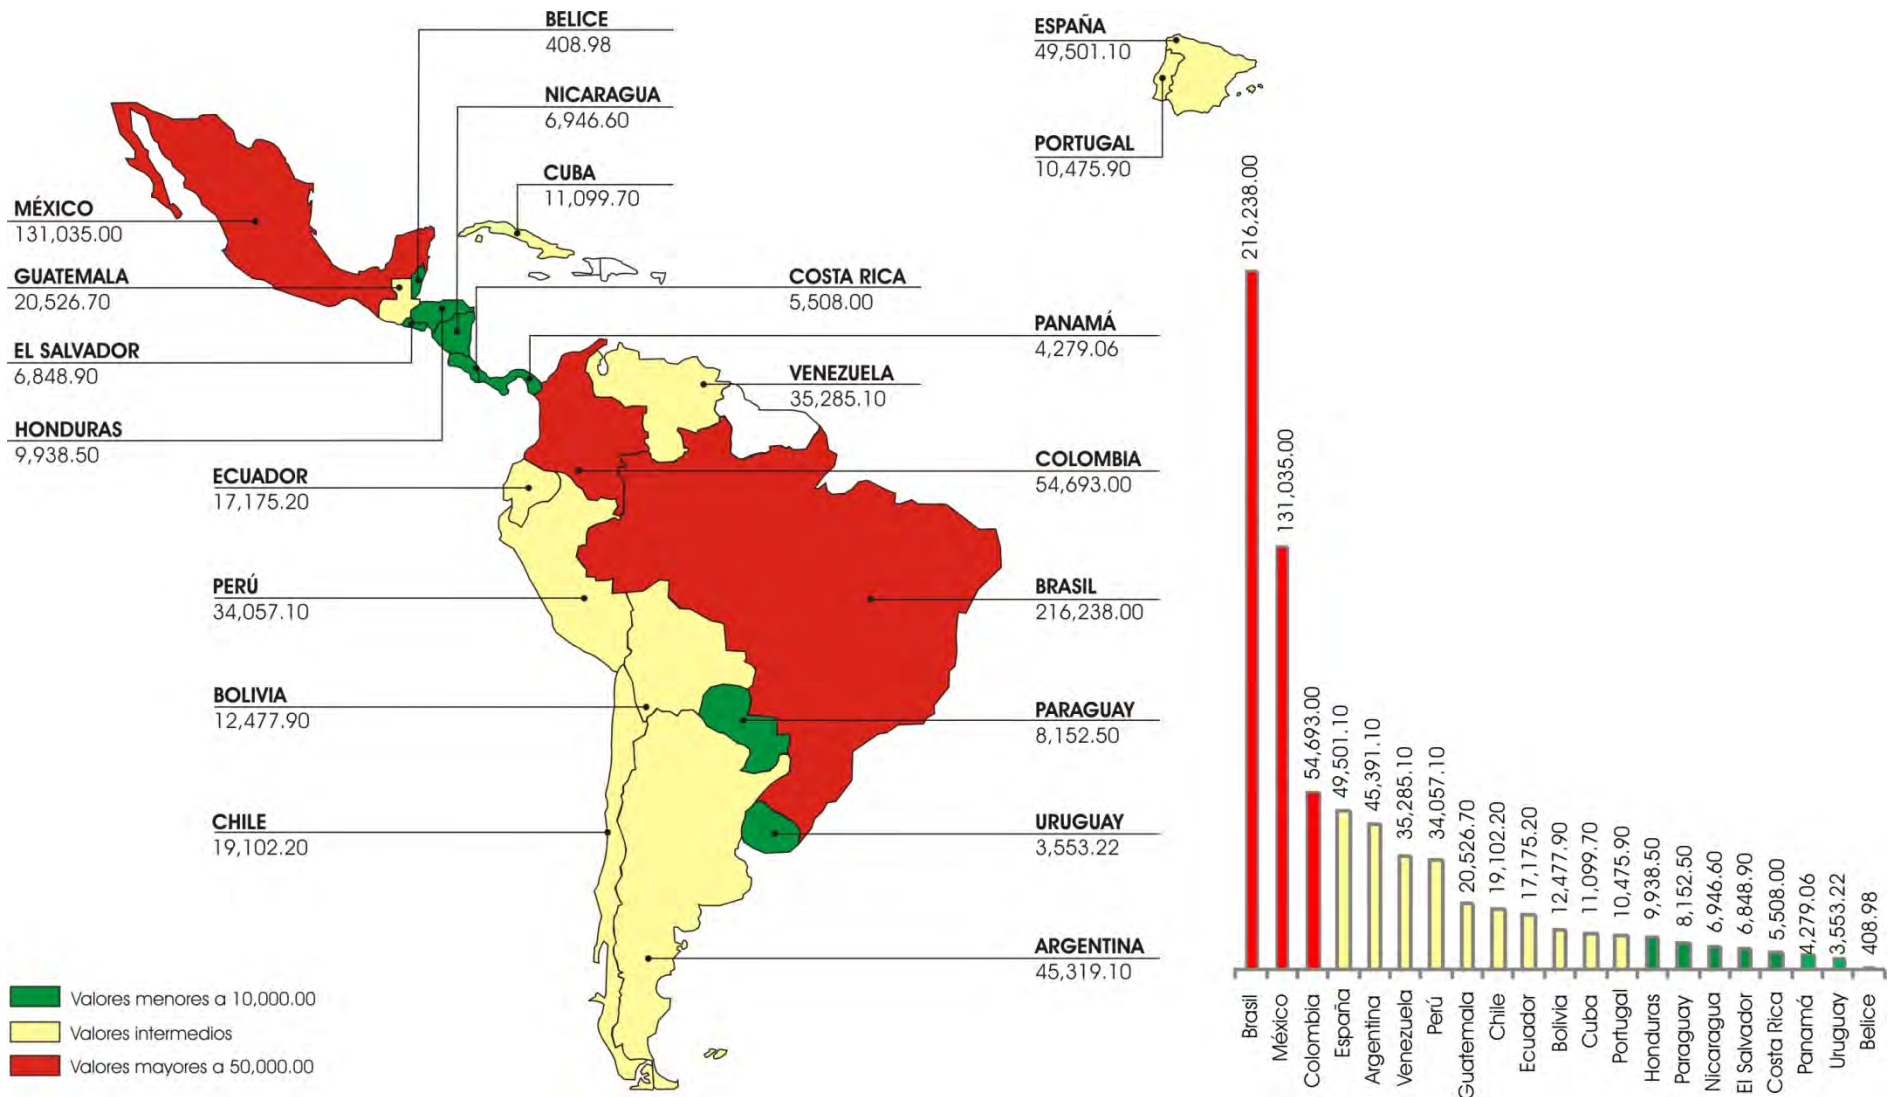 BELICE
408.98
NICARAGUA
6,946.60
CUBA
11,099.70
MÉXICO
131,035.00
GUATEMALA
20,526.70
EL SALVADOR
6,848.90
HONDURAS
9,938.50
COSTA RICA
5,508.00
PANAMÁ
4,279.06
VENEZUELA
35,285.10
COLOMBIA
54,693.00
ECUADOR
17,175.20
PERÚ
34,057.10
BRASIL
216,238.00
BOLIVIA
12,477.90
PARAGUAY
8,152.50
CHILE
19,102.20
URUGUAY
3,553.22
ARGENTINA
45,319.10
ESPAÑA
49,501.10
PORTUGAL
10,475.90
Valores menores a 10,000.00
Valores intermedios
Valores mayores a 50,000.00
216,238.00
131,035.00
54,693.00
49,501.10
45,391.10
35,285.10
34,057.10
20,526.70
19,102.20
17,175.20
12,477.90
11,099.70
10,475.90
9,938.50
8,152.50
6,946.60
6,848.90
5,508.00
4,279.06
3,553.22
408.98
Brasil
México
Colombia
España
Argentina
Venezuela
Perú
Guatemala
Chile
Ecuador
Bolivia
Cuba
Portugal
Honduras
Paraguay
Nicaragua
El Salvador
Costa Rica
Panamá
Uruguay
Belice